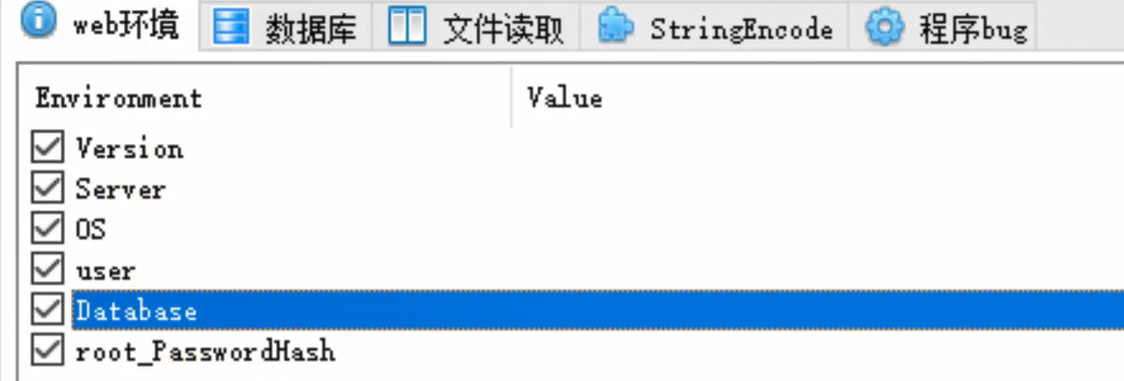 web环境 数据库 文件读取 StringEncode 程序bug
Environment Value
Version
Server
OS
user
Database
root_PasswordHash